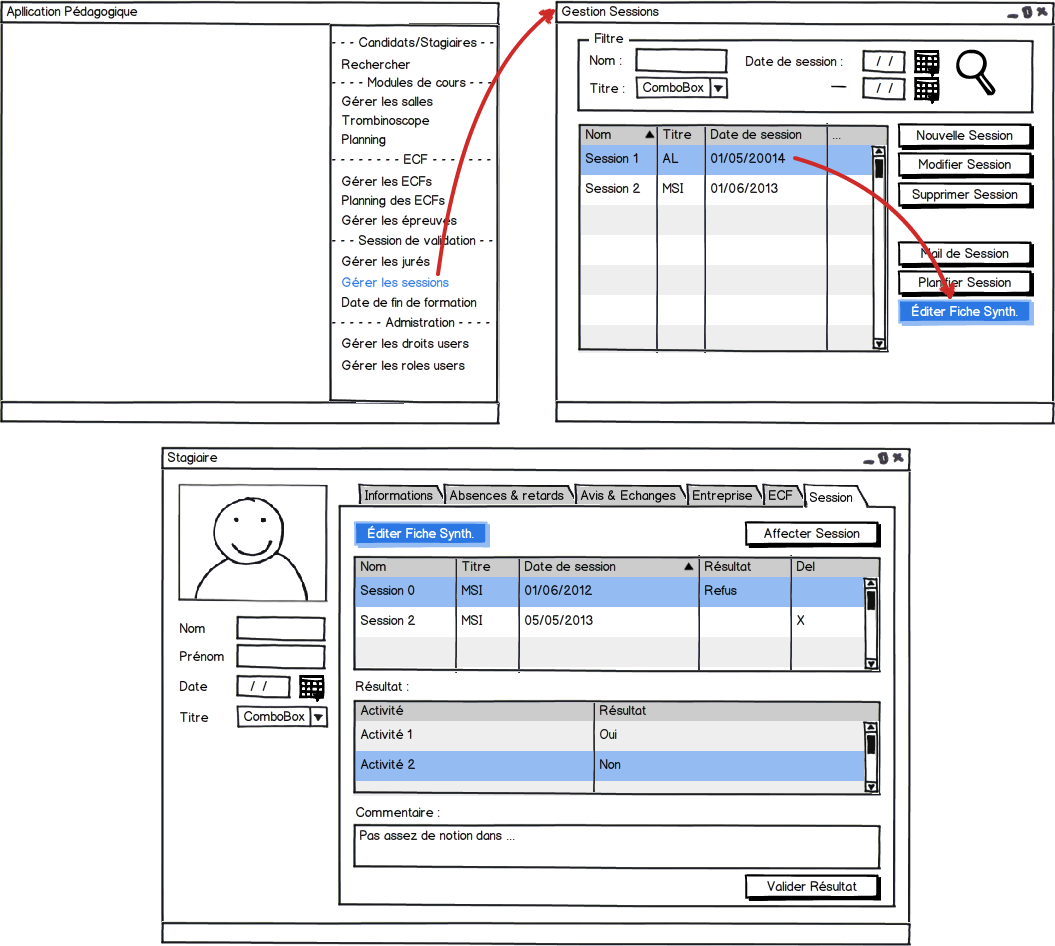 Apllication Pédagogique
- - - Candidats/Stagiaires - -
Rechercher
- - - - Modules de cours - - -
Gérer les salles
Trombinoscope
Planning
- - - - - - - ECF - - - - - - -
Gérer les ECFs
Planning des ECFs
Gérer les épreuves
- - - Session de validation - -
Gérer les jurés
Gérer les sessions
Date de fin de formation
- - - - - - Admistration - - - -
Gérer les droits users
Gérer les roles users
Gestion Sessions
Filtre
Nom :
Date de session :
/ /
Titre :
ComboBox
—
/ /
Nom Titre Date de session ...
Session 1 AL 01/05/20014
Session 2 MSI 01/06/2013
Nouvelle Session
Modifier Session
Supprimer Session
Mail de Session
Planifier Session
Éditer Fiche Synth.
Stagiaire
Nom
Prénom
Date / /
Titre ComboBox
Informations Absences & retards Avis & Echanges Entreprise ECF Session
Éditer Fiche Synth. Affecter Session
Nom Titre Date de session Résultat Del
Session 0 MSI 01/06/2012 Refus
Session 2 MSI 05/05/2013 X
Résultat :
Activité Résultat
Activité 1 Oui
Activité 2 Non
Commentaire :
Pas assez de notion dans ...
Valider Résultat